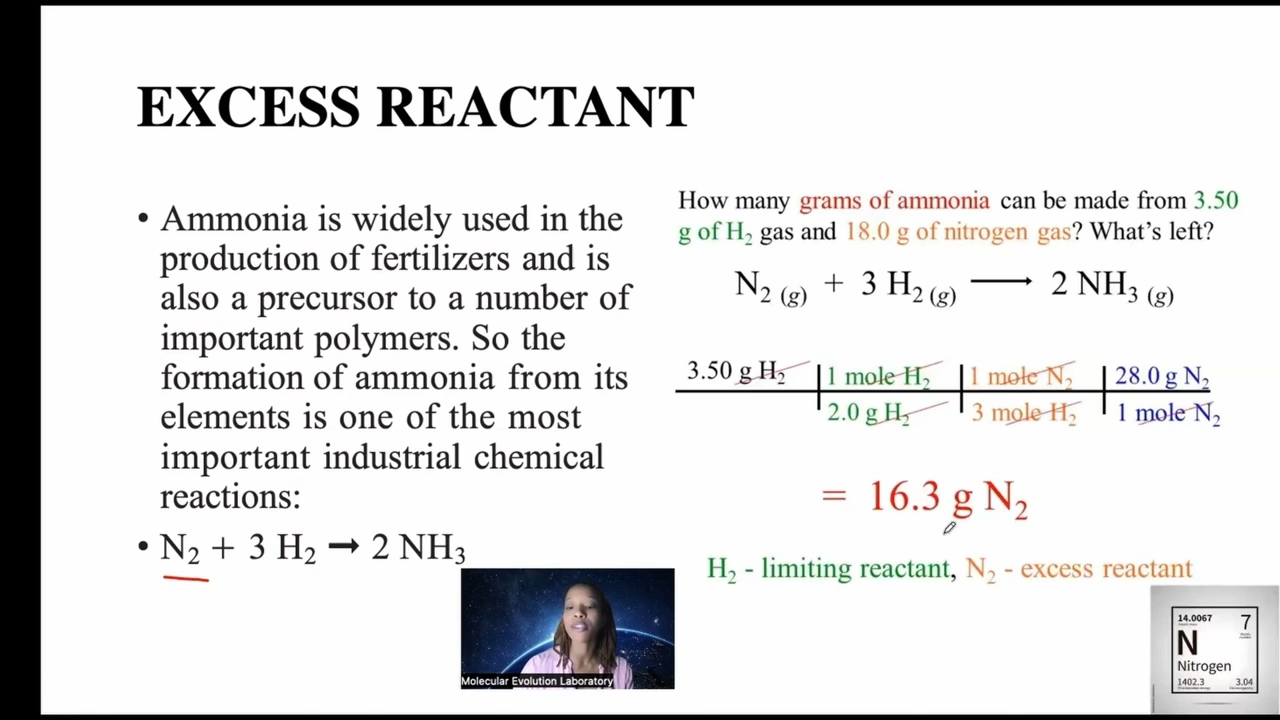 EXCESS REACTANT
• Ammonia is widely used in the
production of fertilizers and is
also a precursor to a number of
important polymers. So the
formation of ammonia from its
elements is one of the most
important industrial chemical
reactions:
• N₂ + 3 H₂ → 2 NH₃
How many grams of ammonia can be made from 3.50
g of H₂ gas and 18.0 g of nitrogen gas? What's left?
N₂ (g) + 3 H₂ (g) ⟶ 2 NH₃ (g)
3.50 g H₂ | 1 mole H₂ | 1 mole N₂ | 28.0 g N₂
2.0 g H₂ | 3 mole H₂ | 1 mole N₂
= 16.3 g N₂
H₂ - limiting reactant, N₂ - excess reactant
Molecular Evolution Laboratory
14.0067 7
N
Nitrogen
1402.3 3.04